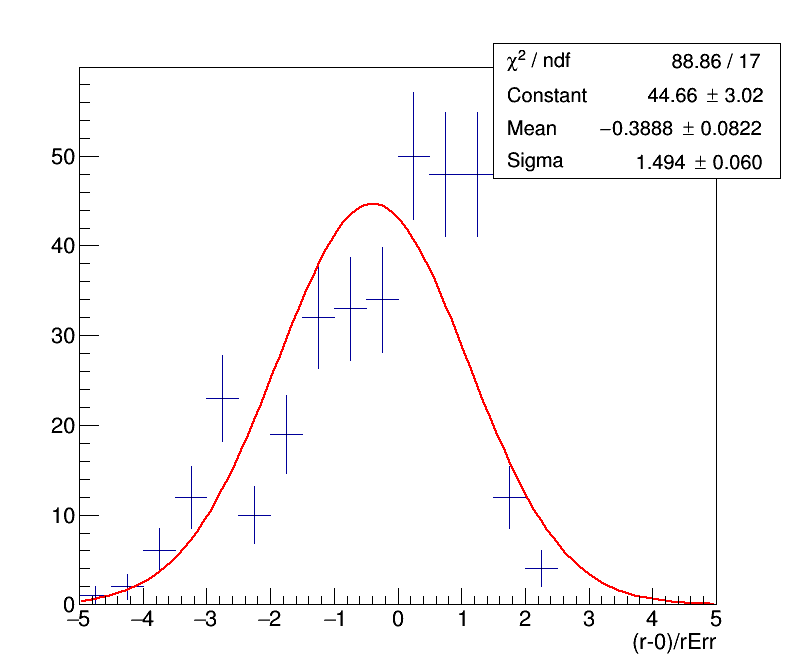 χ² / ndf 88.86 / 17
Constant 44.66 ± 3.02
Mean −0.3888 ± 0.0822
Sigma 1.494 ± 0.060
50
40
30
20
10
0
−5 −4 −3 −2 −1 0 1 2 3 4 5
(r-0)/rErr